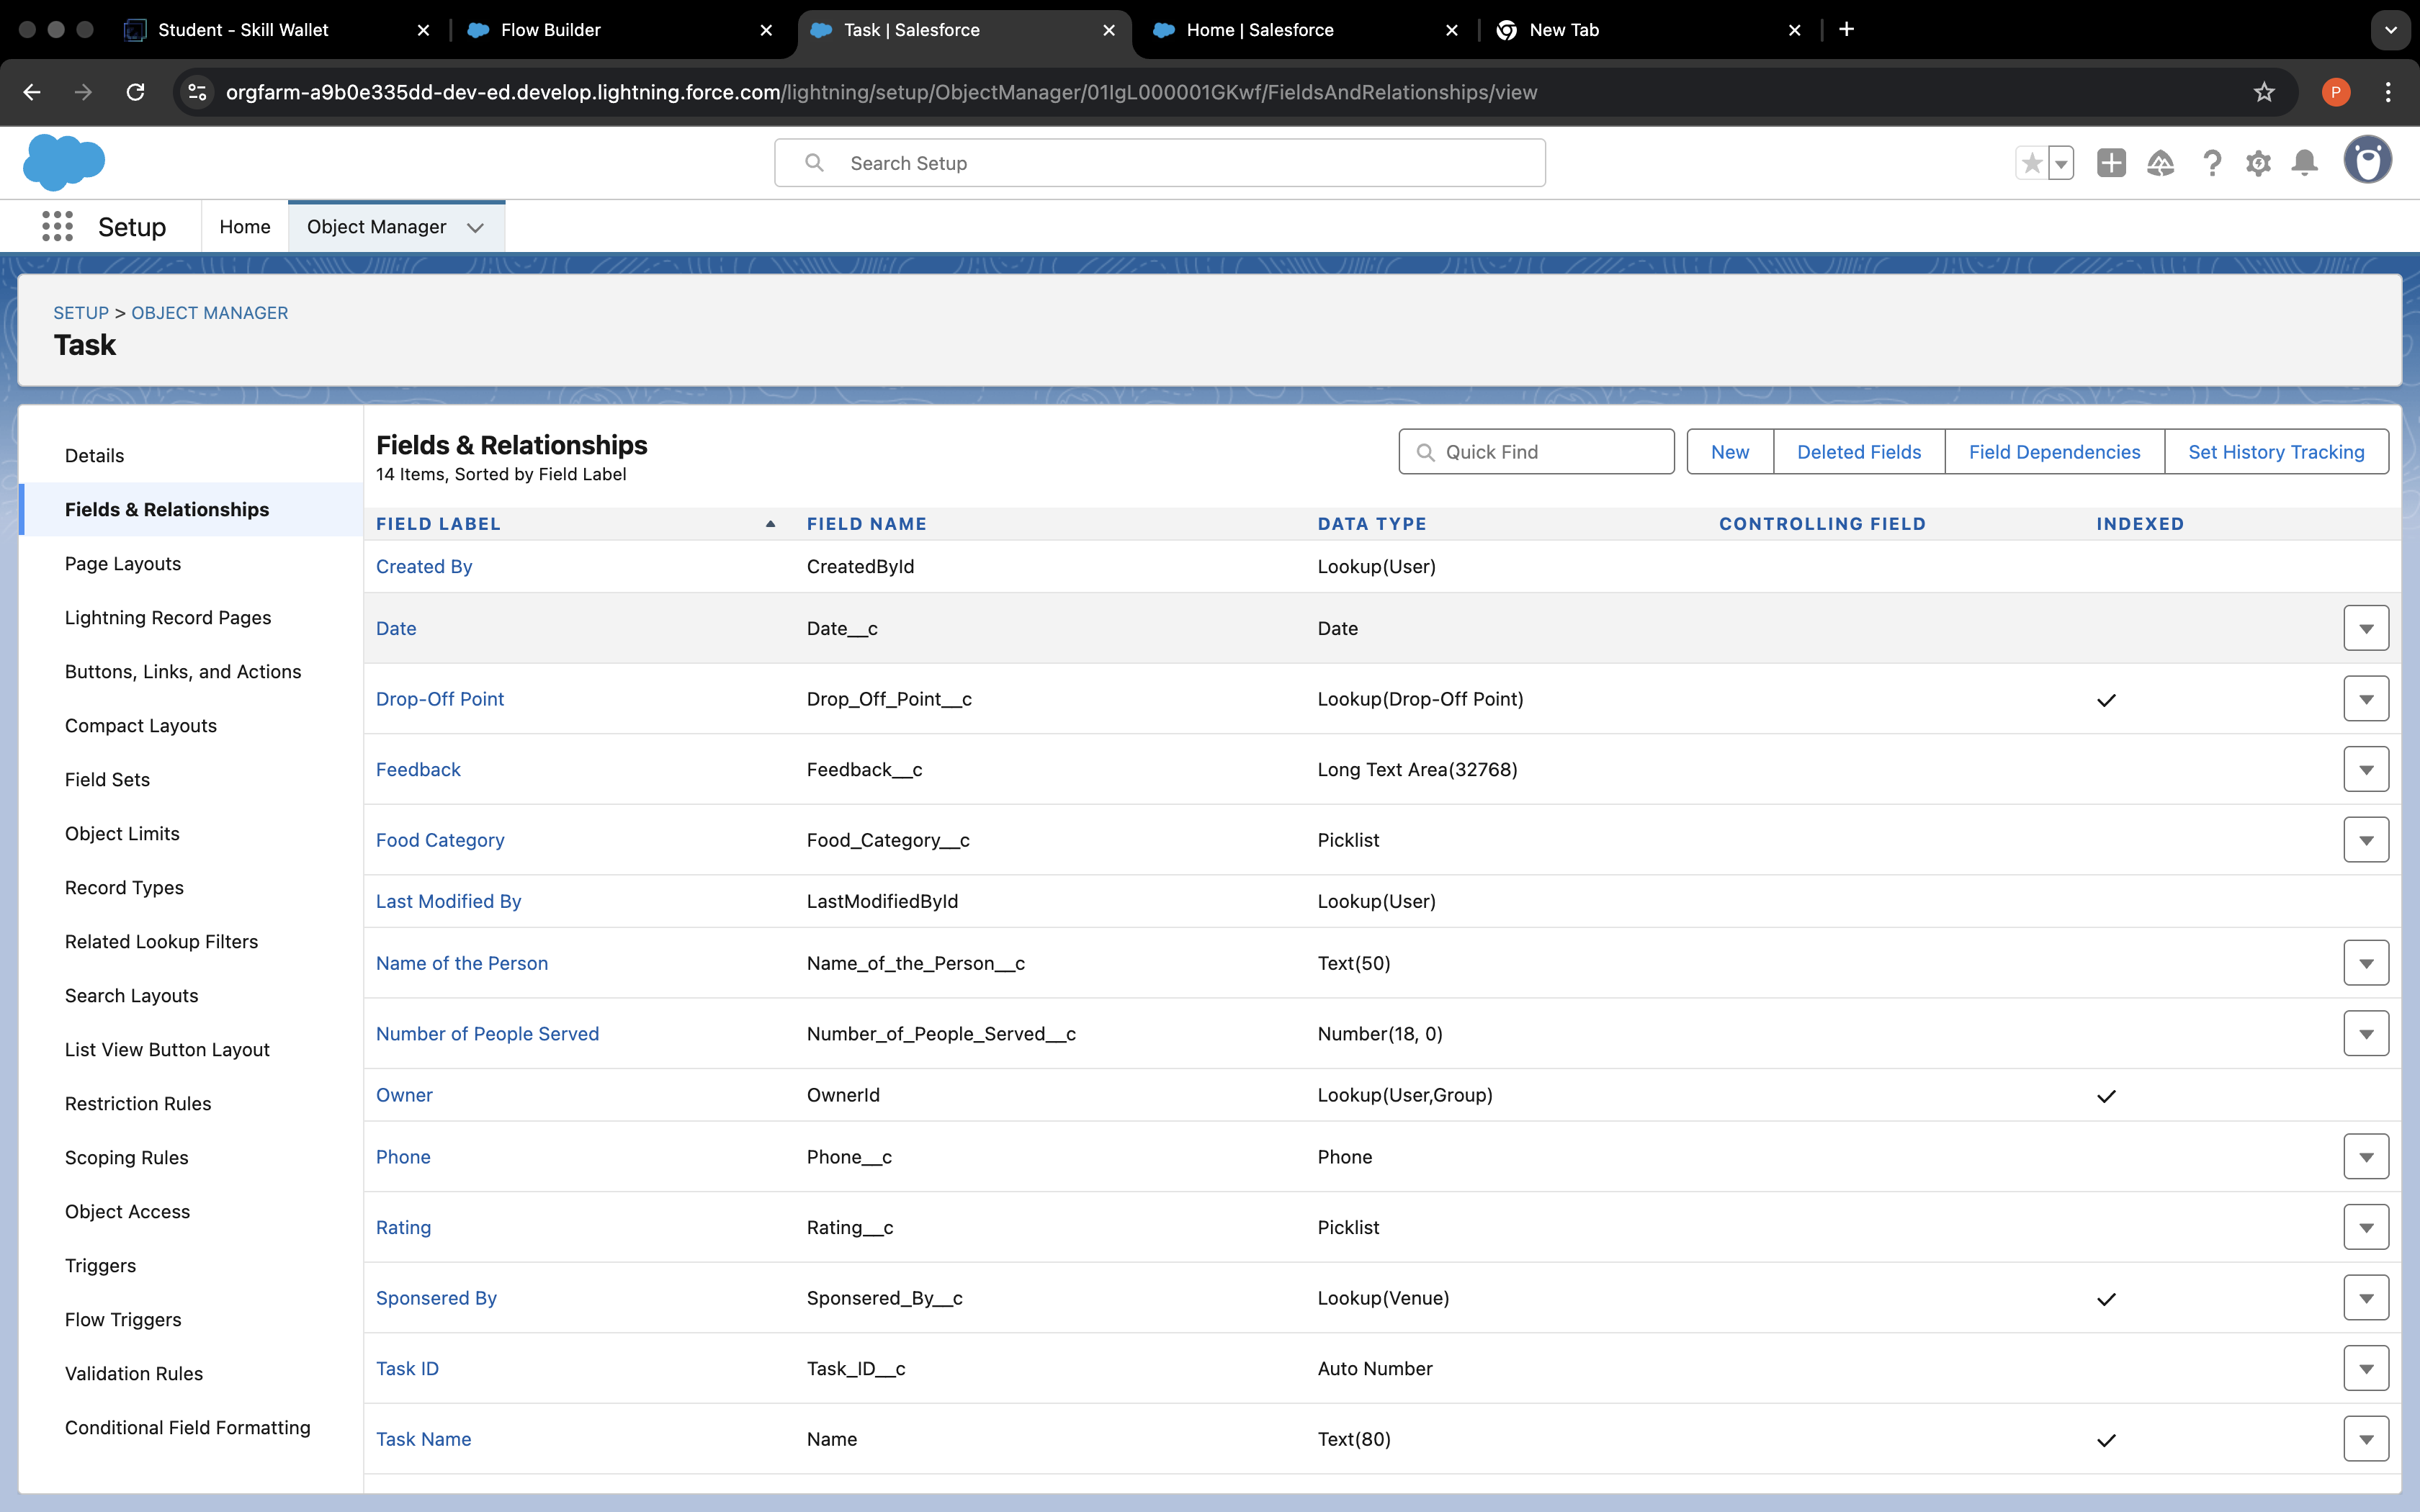 Student - Skill Wallet
Flow Builder
Task | Salesforce
Home | Salesforce
New Tab
orgfarm-a9b0e335dd-dev-ed.develop.lightning.force.com/lightning/setup/ObjectManager/01IgL000001GKwf/FieldsAndRelationships/view
P
Search Setup
Setup
Home
Object Manager
SETUP > OBJECT MANAGER
Task
Details
Fields & Relationships
Page Layouts
Lightning Record Pages
Buttons, Links, and Actions
Compact Layouts
Field Sets
Object Limits
Record Types
Related Lookup Filters
Search Layouts
List View Button Layout
Restriction Rules
Scoping Rules
Object Access
Triggers
Flow Triggers
Validation Rules
Conditional Field Formatting
Fields & Relationships
14 Items, Sorted by Field Label
Quick Find
New
Deleted Fields
Field Dependencies
Set History Tracking
FIELD LABEL FIELD NAME DATA TYPE CONTROLLING FIELD INDEXED
Created By CreatedById Lookup(User)
Date Date__c Date
Drop-Off Point Drop_Off_Point__c Lookup(Drop-Off Point)
Feedback Feedback__c Long Text Area(32768)
Food Category Food_Category__c Picklist
Last Modified By LastModifiedById Lookup(User)
Name of the Person Name_of_the_Person__c Text(50)
Number of People Served Number_of_People_Served__c Number(18, 0)
Owner OwnerId Lookup(User,Group)
Phone Phone__c Phone
Rating Rating__c Picklist
Sponsered By Sponsered_By__c Lookup(Venue)
Task ID Task_ID__c Auto Number
Task Name Name Text(80)